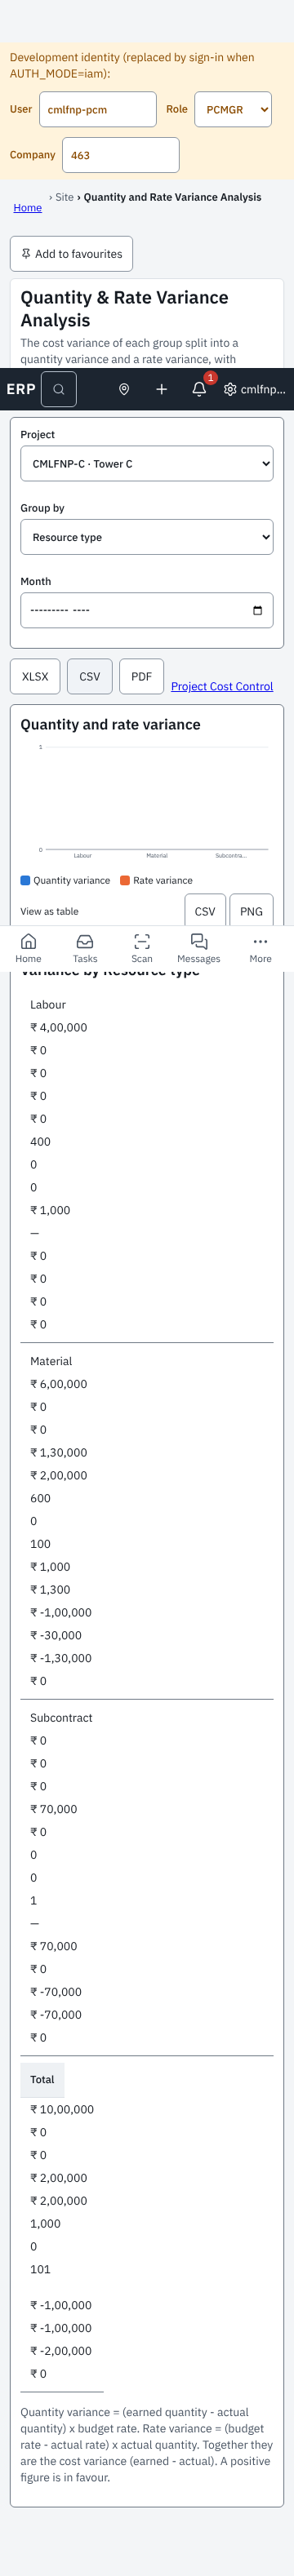 Development identity (replaced by sign-in when
AUTH_MODE=iam):
User cmlfnp-pcm Role PCMGR
Company 463
Home › Site › Quantity and Rate Variance Analysis
Add to favourites
Quantity & Rate Variance
Analysis
The cost variance of each group split into a
quantity variance and a rate variance, with
ERP 1 cmlfnp...
Project
CMLFNP-C · Tower C
Group by
Resource type
Month
--------- ----
XLSX CSV PDF Project Cost Control
Quantity and rate variance
1
0
Labour Material Subcontra...
Quantity variance Rate variance
View as table CSV PNG
Home Tasks Scan Messages More
Variance by Resource type
Labour
₹ 4,00,000
₹ 0
₹ 0
₹ 0
₹ 0
400
0
0
₹ 1,000
—
₹ 0
₹ 0
₹ 0
₹ 0
Material
₹ 6,00,000
₹ 0
₹ 0
₹ 1,30,000
₹ 2,00,000
600
0
100
₹ 1,000
₹ 1,300
₹ -1,00,000
₹ -30,000
₹ -1,30,000
₹ 0
Subcontract
₹ 0
₹ 0
₹ 0
₹ 70,000
₹ 0
0
0
1
—
₹ 70,000
₹ 0
₹ -70,000
₹ -70,000
₹ 0
Total
₹ 10,00,000
₹ 0
₹ 0
₹ 2,00,000
₹ 2,00,000
1,000
0
101
₹ -1,00,000
₹ -1,00,000
₹ -2,00,000
₹ 0
Quantity variance = (earned quantity - actual
quantity) x budget rate. Rate variance = (budget
rate - actual rate) x actual quantity. Together they
are the cost variance (earned - actual). A positive
figure is in favour.